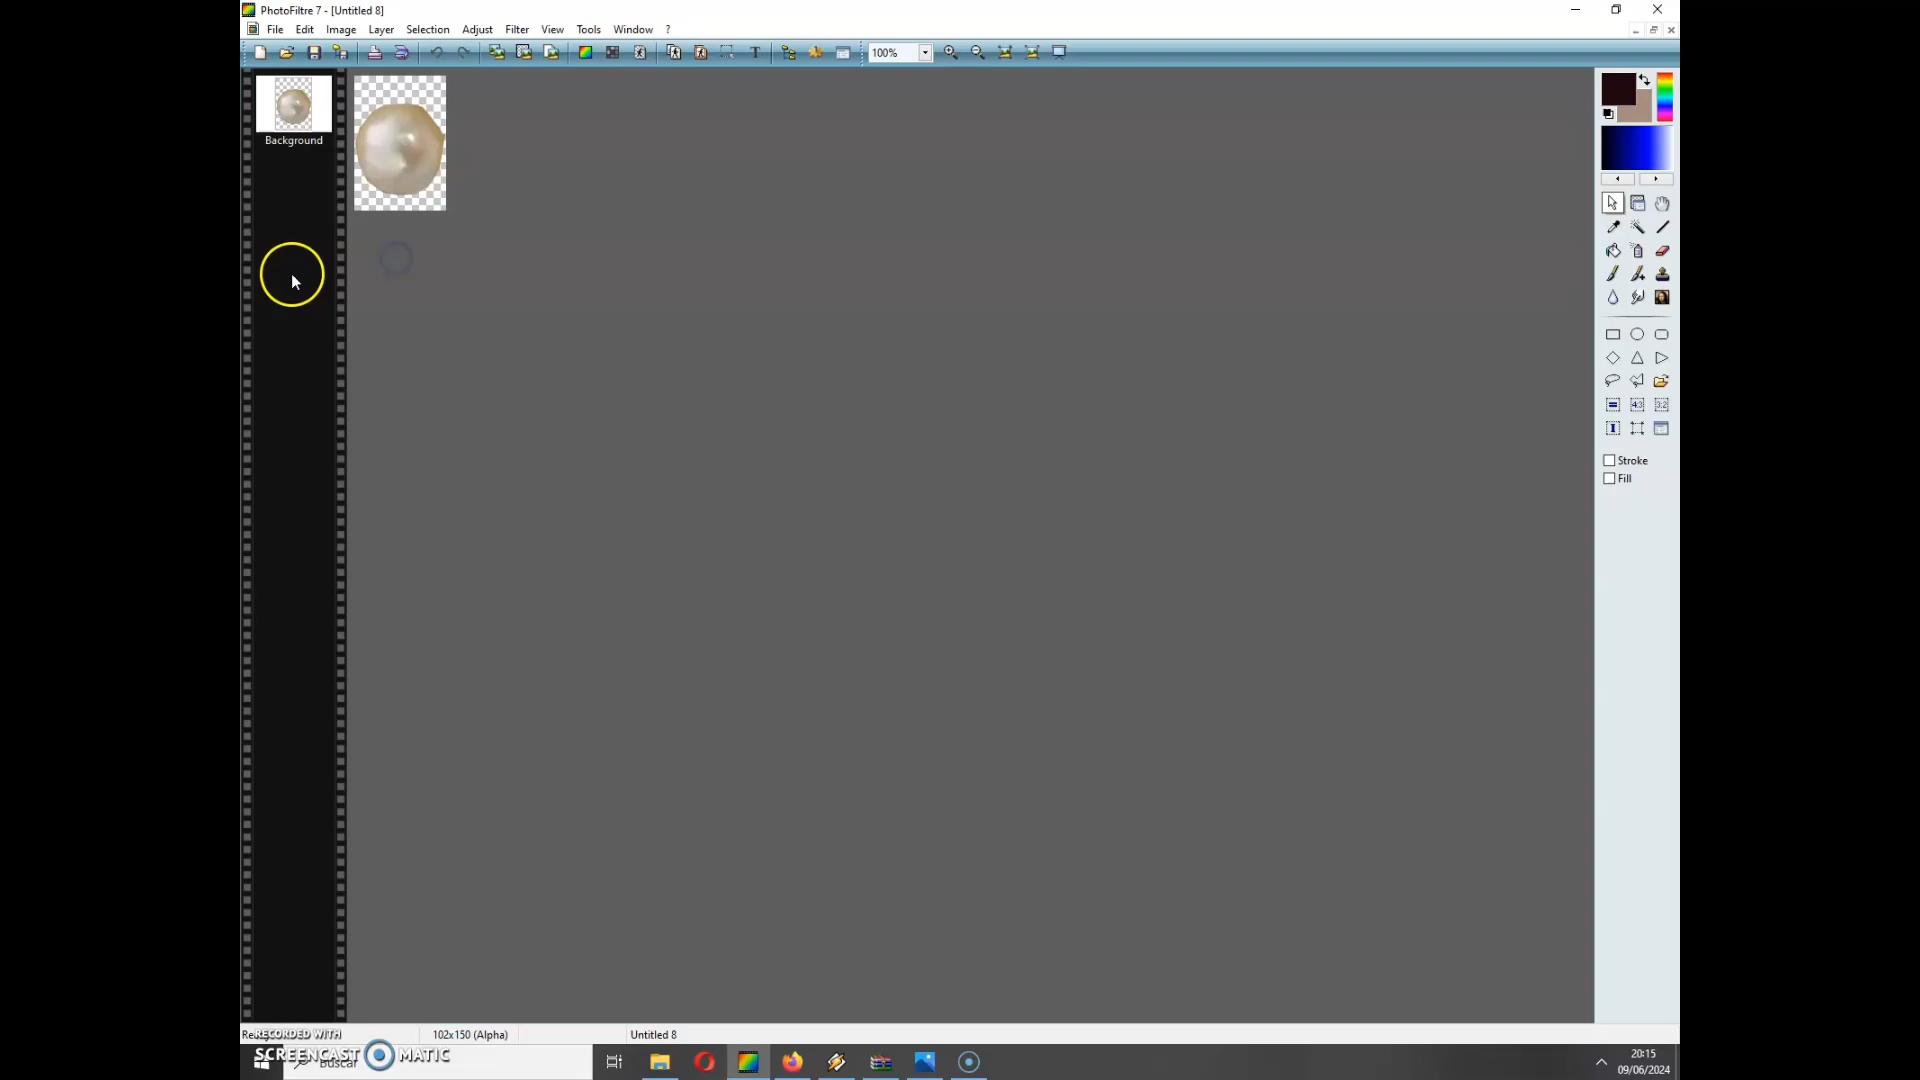 PhotoFiltre 7 - [Untitled 8]
File Edit Image Layer Selection Adjust Filter View Tools Window ?
100%
Background
Stroke
Fill
102x150 (Alpha) Untitled 8
RECORDED WITH
SCREENCAST MATIC
Buscar
20:15
09/06/2024